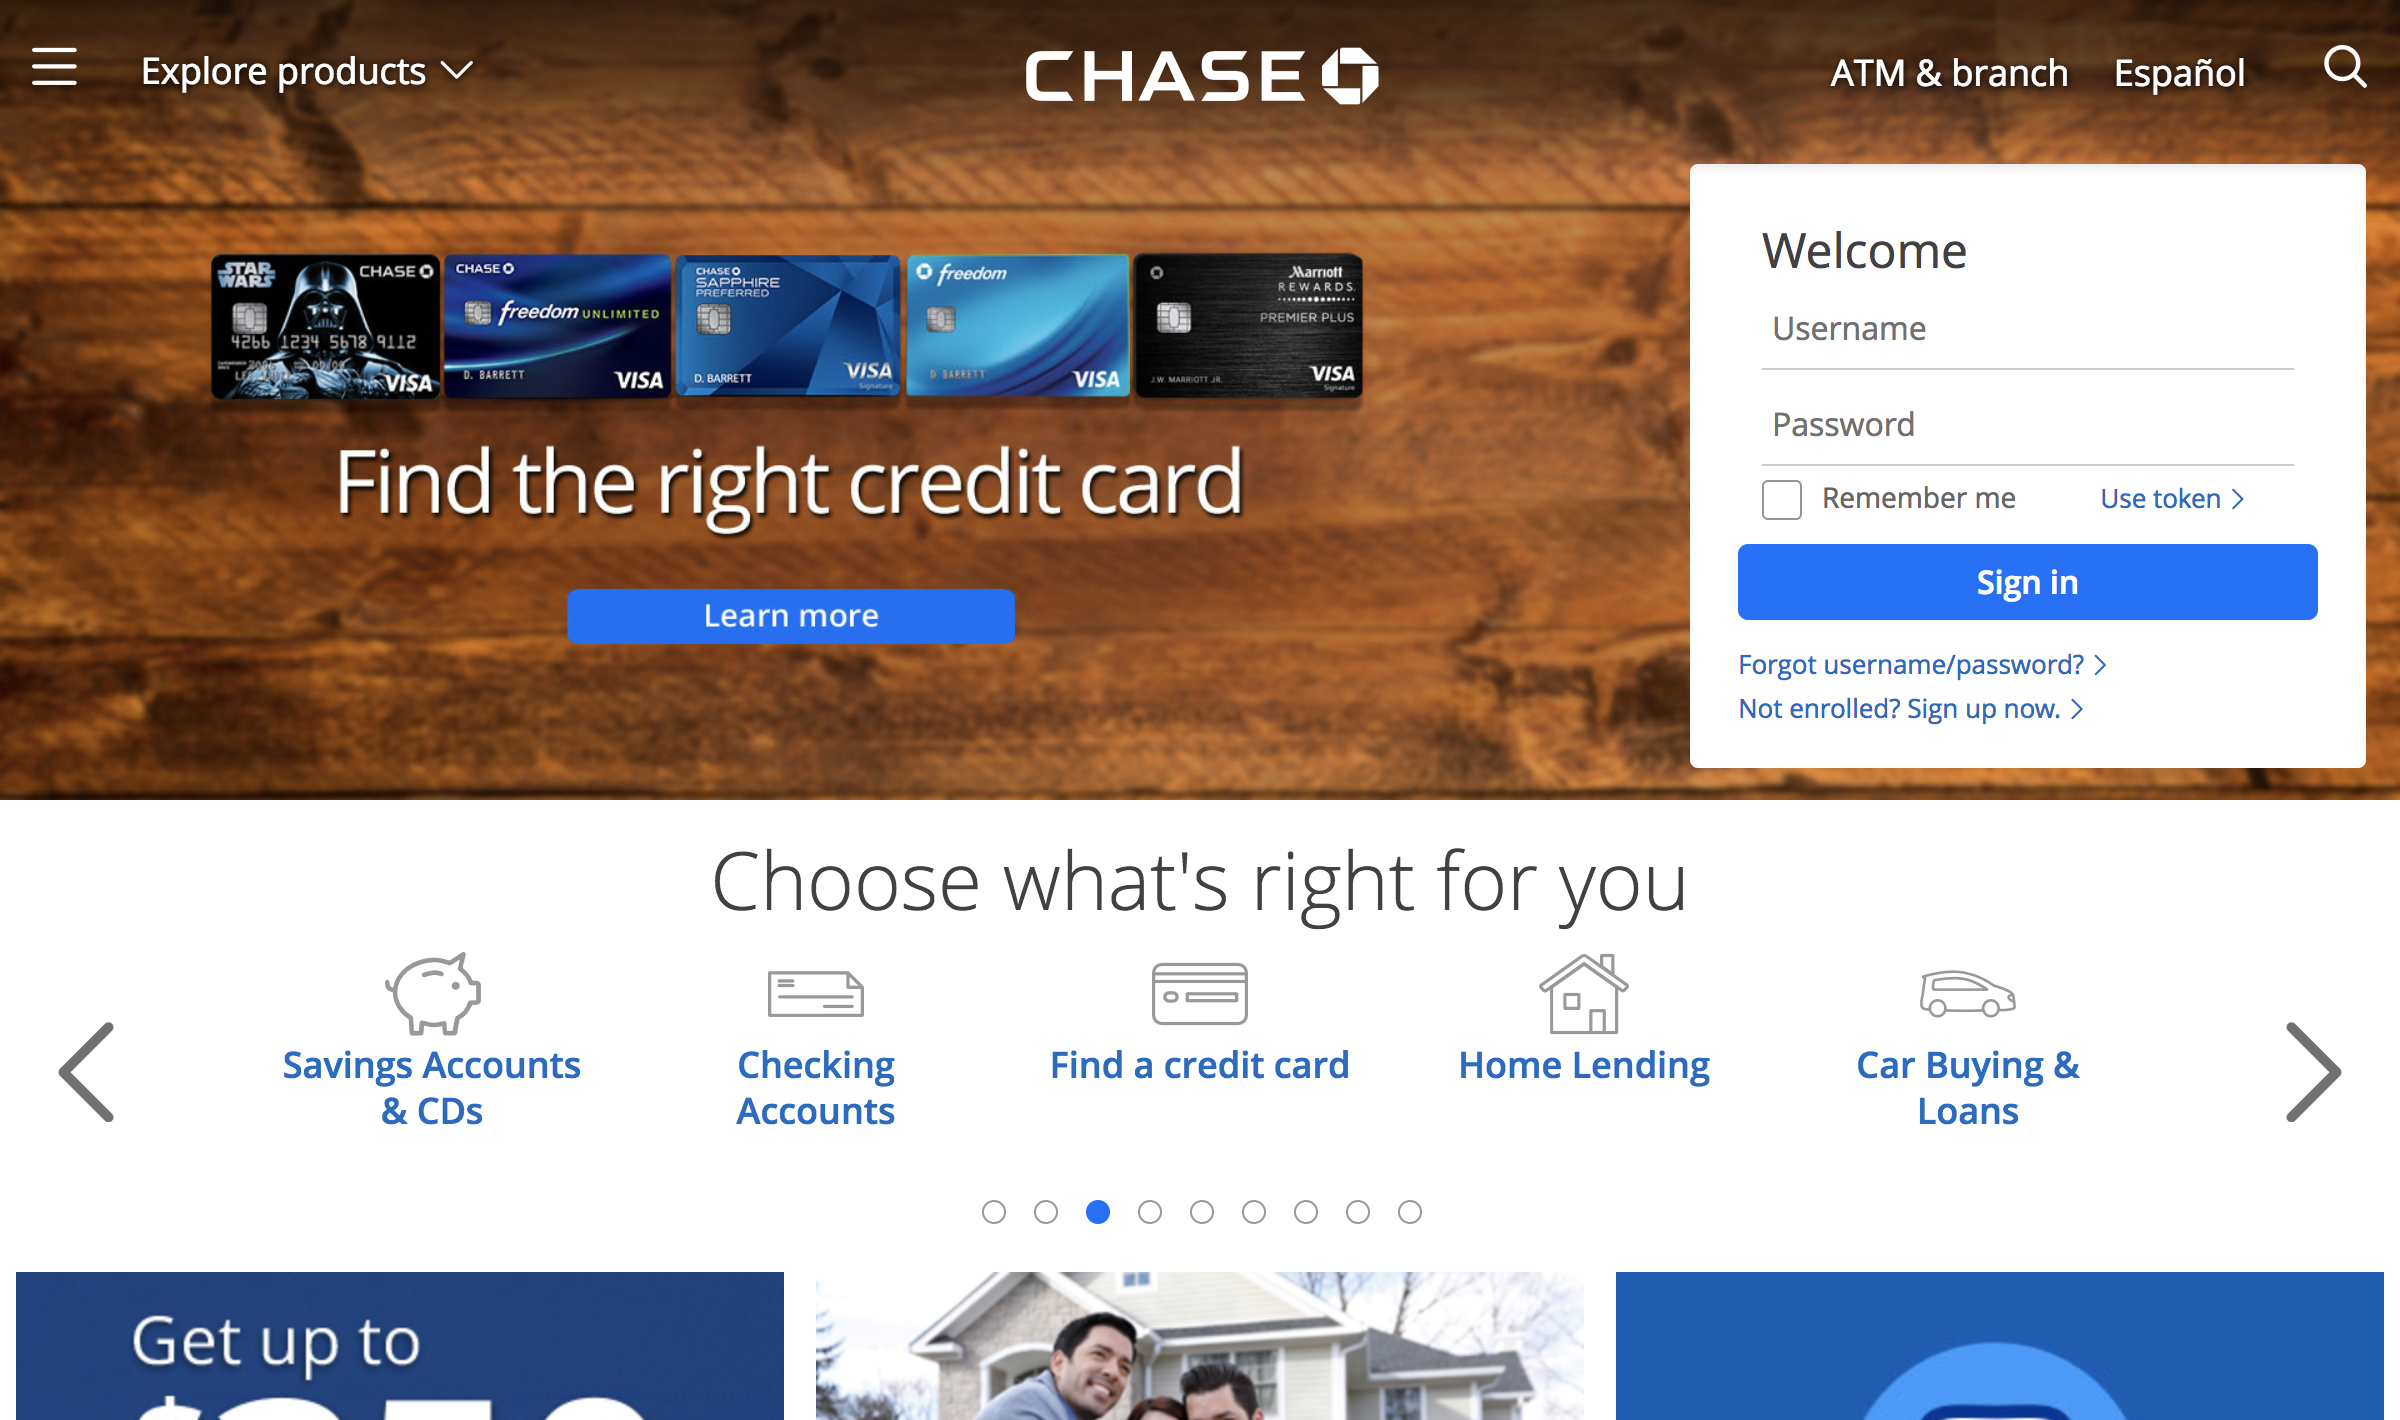 Explore products
CHASE
ATM & branch
Español
STAR WARS
CHASE
4266 1234 5678 9112
VISA
CHASE
freedom UNLIMITED
D. BARRETT
VISA
CHASE
SAPPHIRE
PREFERRED
D. BARRETT
VISA
Signature
freedom
D BARRETT
VISA
Marriott
REWARDS.
PREMIER PLUS
J.W. MARRIOTT JR.
VISA
Signature
Find the right credit card
Learn more
Welcome
Username
Password
Remember me
Use token
Sign in
Forgot username/password?
Not enrolled? Sign up now.
Choose what's right for you
Savings Accounts
& CDs
Checking
Accounts
Find a credit card
Home Lending
Car Buying &
Loans
Get up to